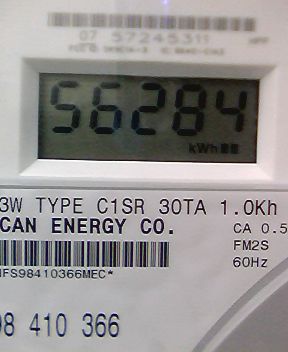 07 57245311
56284
kWh
3W TYPE C1SR 30TA 1.0Kh
CAN ENERGY CO.
CA 0.5
FM2S
60Hz
IFS98410366MEC*
98 410 366